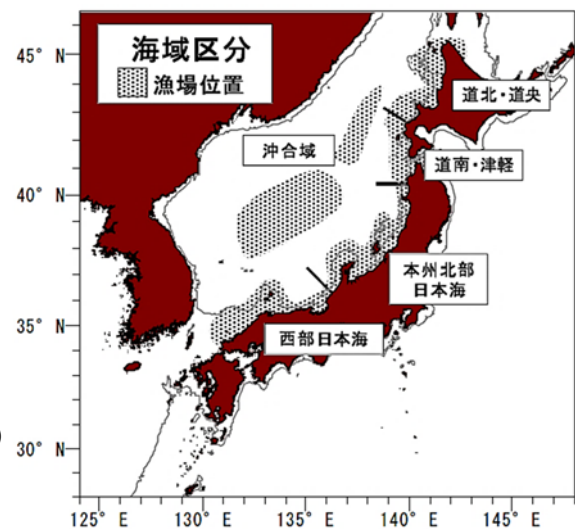 海域区分
漁場位置
45° N
道北・道央
沖合域
道南・津軽
40° N
本州北部
日本海
35° N
西部日本海
30° N
125° E
130° E
135° E
140° E
145° E